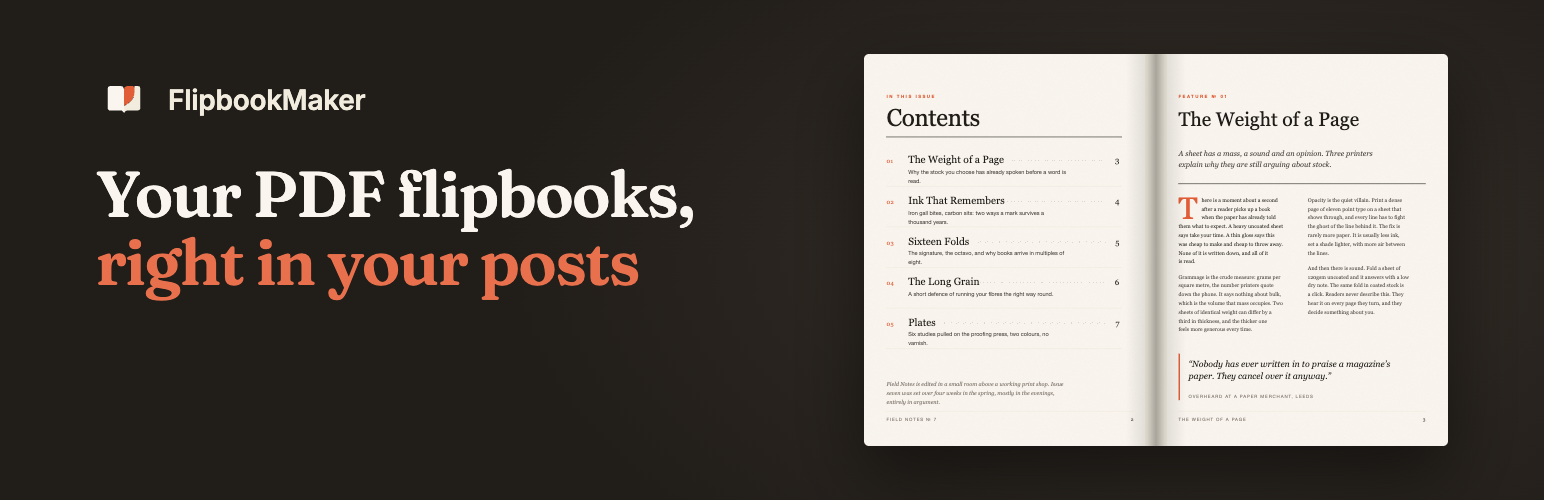 FlipbookMaker
Your PDF flipbooks,
right in your posts
IN THIS ISSUE
Contents
01 The Weight of a Page 3
Why the stock you choose has already spoken before a word is
read.
02 Ink That Remembers 4
Iron gall bites, carbon sits: two ways a mark survives a
thousand years.
03 Sixteen Folds 5
The signature, the octavo, and why books arrive in multiples of
eight.
04 The Long Grain 6
A short defence of running your fibres the right way round.
05 Plates 7
Six studies pulled on the proofing press, two colours, no
varnish.
Field Notes is edited in a small room above a working print shop. Issue
seven was set over four weeks in the spring, mostly in the evenings,
entirely in argument.
FIELD NOTES № 7
FEATURE № 01
The Weight of a Page
A sheet has a mass, a sound and an opinion. Three printers
explain why they are still arguing about stock.
There is a moment about a second
after a reader picks up a book
when the paper has already told
them what to expect. A heavy uncoated sheet
says take your time. A thin gloss says this
was cheap to make and cheap to throw away.
None of it is written down, and all of it
is read.
Grammage is the crude measure: grams per
square metre, the number printers quote
down the phone. It says nothing about bulk,
which is the volume that mass occupies. Two
sheets of identical weight can differ by a
third in thickness, and the thicker one
feels more generous every time.
Opacity is the quiet villain. Print a dense
page of eleven point type on a sheet that
shows through, and every line has to fight
the ghost of the line behind it. The fix is
rarely more paper. It is usually less ink,
set a shade lighter, with more air between
the lines.
And then there is sound. Fold a sheet of
uncoated and it answers with a low
dry note. The same fold in coated stock is
a click. Readers never describe this. They
hear it on every page they turn, and they
decide something about you.
“Nobody has ever written in to praise a magazine’s
paper. They cancel over it anyway.”
OVERHEARD AT A PAPER MERCHANT, LEEDS
THE WEIGHT OF A PAGE 3